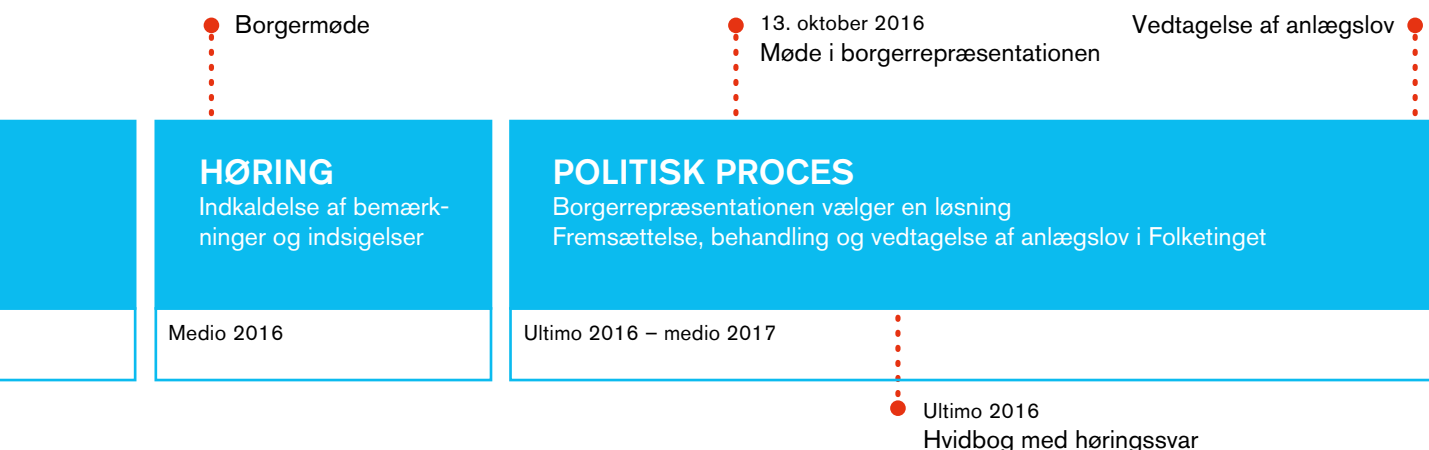 Borgermøde
13. oktober 2016
Møde i borgerrepræsentationen
Vedtagelse af anlægslov
HØRING
Indkaldelse af bemærk-
ninger og indsigelser
POLITISK PROCES
Borgerrepræsentationen vælger en løsning
Fremsættelse, behandling og vedtagelse af anlægslov i Folketinget
Medio 2016
Ultimo 2016 – medio 2017
Ultimo 2016
Hvidbog med høringssvar